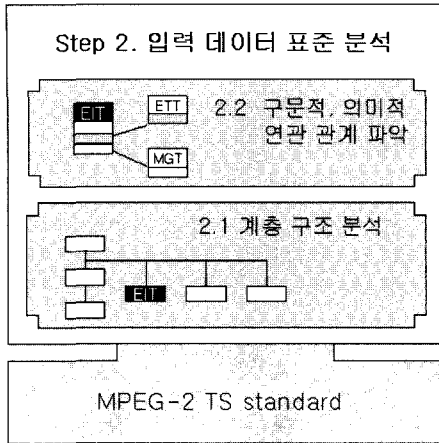 Step 2. 입력 데이터 표준 분석
EIT
ETT
MGT
2.2 구문적, 의미적
연관 관계 파악
2.1 계층 구조 분석
EIT
MPEG-2 TS standard